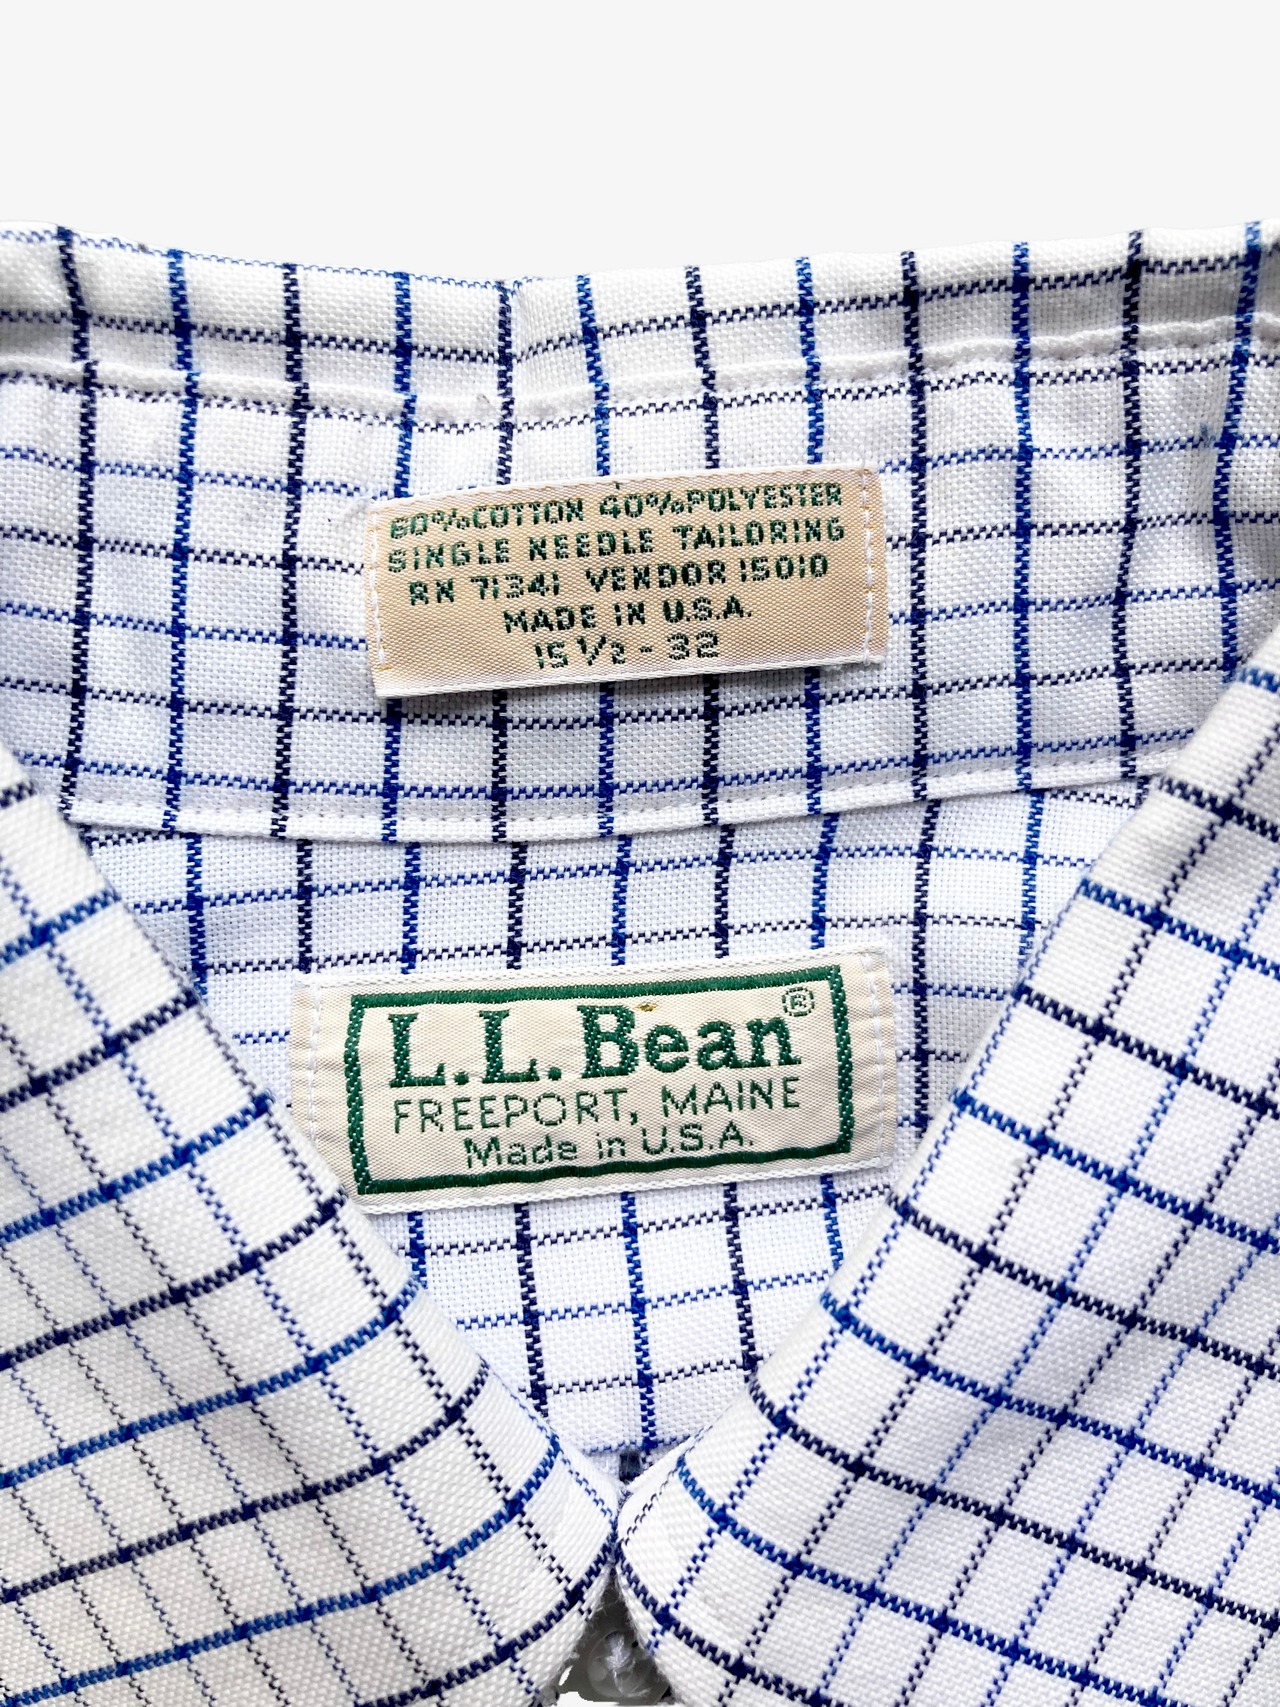 60% COTTON 40% POLYESTER
SINGLE NEEDLE TAILORING
RN 71341 VENDOR 15010
MADE IN U.S.A.
15 1/2 - 32
L.L.Bean®
FREEPORT, MAINE
Made in U.S.A.